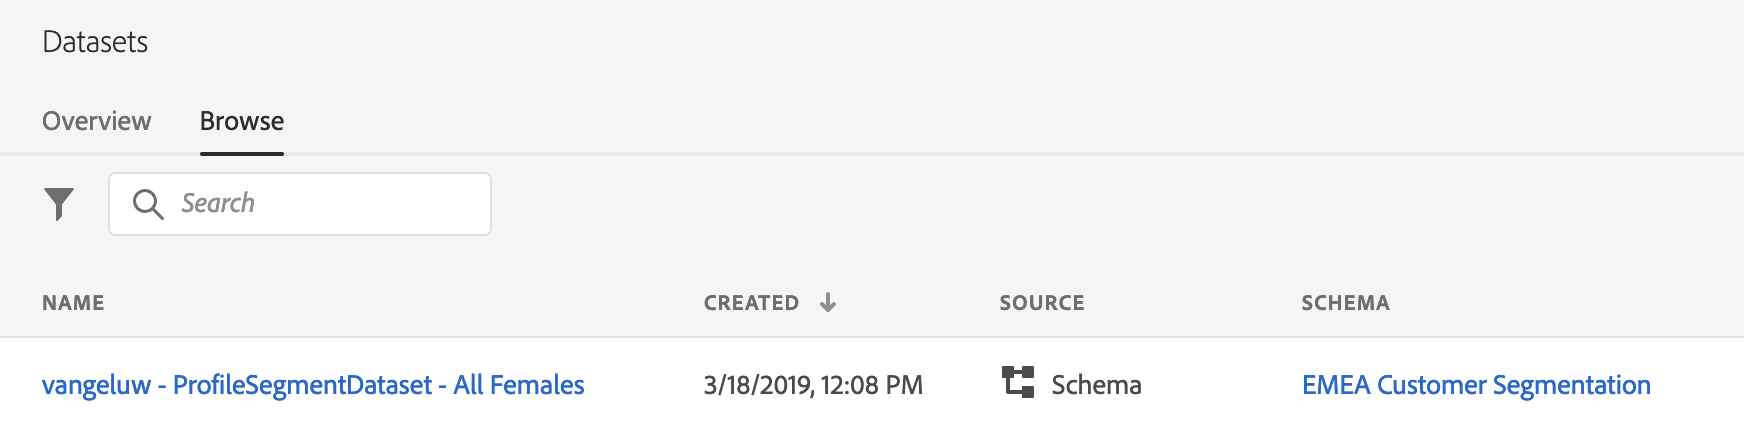 Datasets
Overview Browse
Search
NAME CREATED SOURCE SCHEMA
vangeluw - ProfileSegmentDataset - All Females 3/18/2019, 12:08 PM Schema EMEA Customer Segmentation